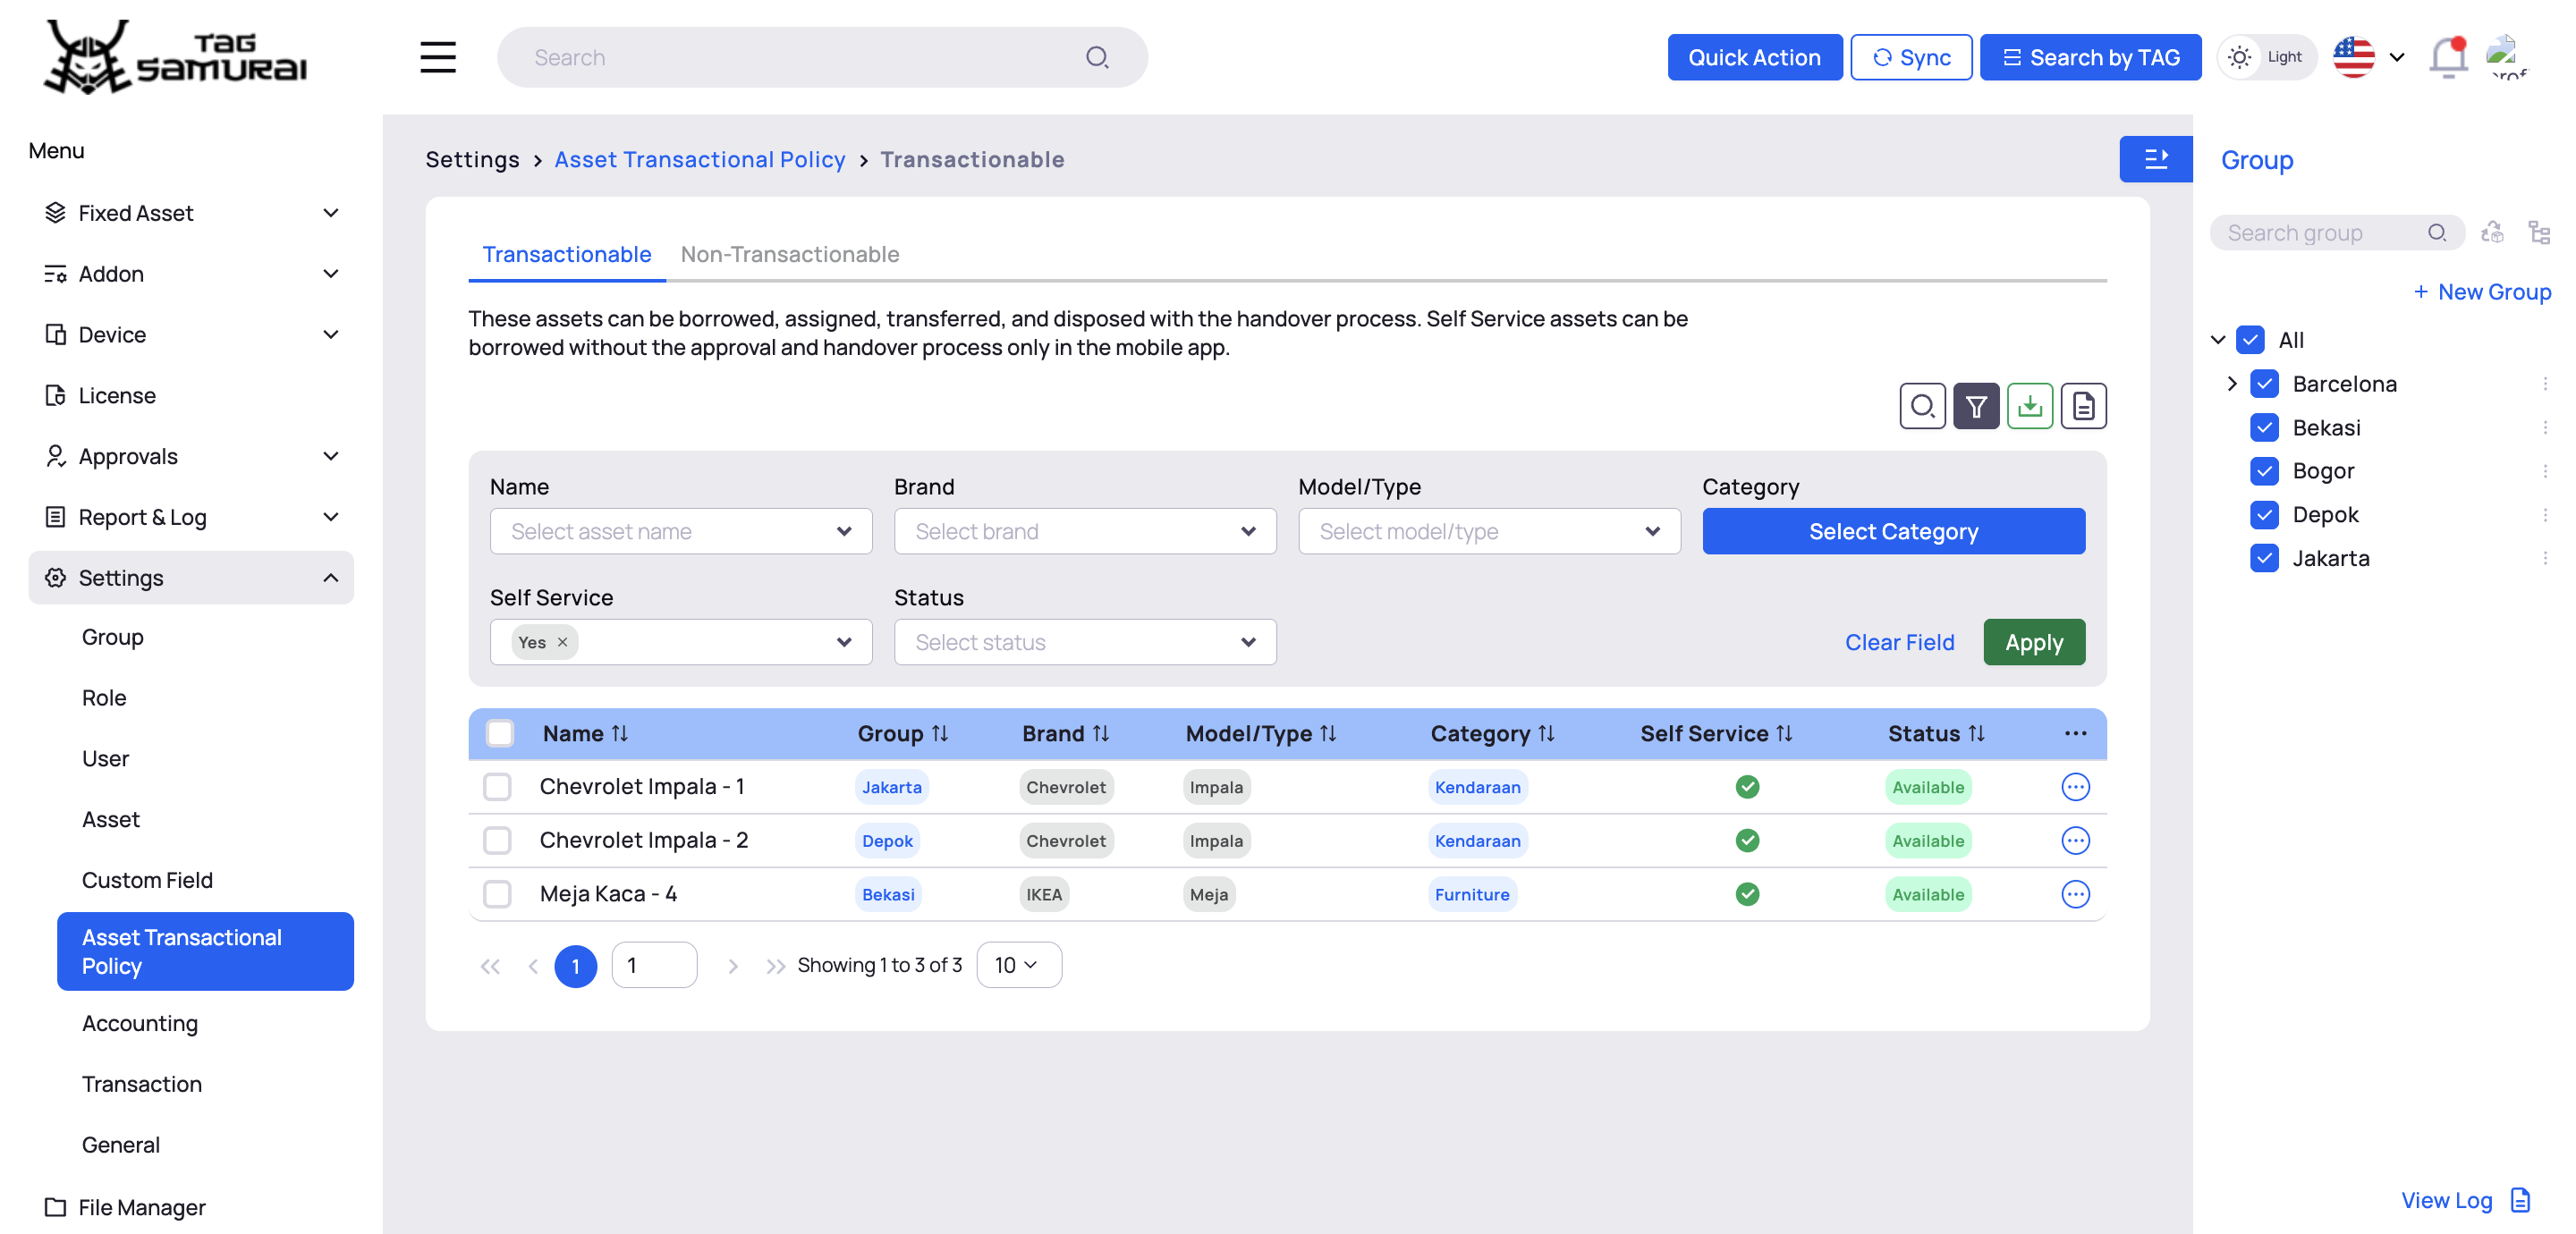 TAG
SAMURAI
Search
Quick Action
Sync
Search by TAG
Light
Menu
Fixed Asset
Addon
Device
License
Approvals
Report & Log
Settings
Group
Role
User
Asset
Custom Field
Asset Transactional
Policy
Accounting
Transaction
General
File Manager
Settings > Asset Transactional Policy > Transactionable
Transactionable Non-Transactionable
These assets can be borrowed, assigned, transferred, and disposed with the handover process. Self Service assets can be
borrowed without the approval and handover process only in the mobile app.
Name Brand Model/Type Category
Select asset name Select brand Select model/type Select Category
Self Service Status
Yes × Select status Clear Field Apply
Name Group Brand Model/Type Category Self Service Status ...
Chevrolet Impala - 1 Jakarta Chevrolet Impala Kendaraan Available
Chevrolet Impala - 2 Depok Chevrolet Impala Kendaraan Available
Meja Kaca - 4 Bekasi IKEA Meja Furniture Available
1 1 Showing 1 to 3 of 3 10
Group
Search group
+ New Group
All
Barcelona
Bekasi
Bogor
Depok
Jakarta
View Log